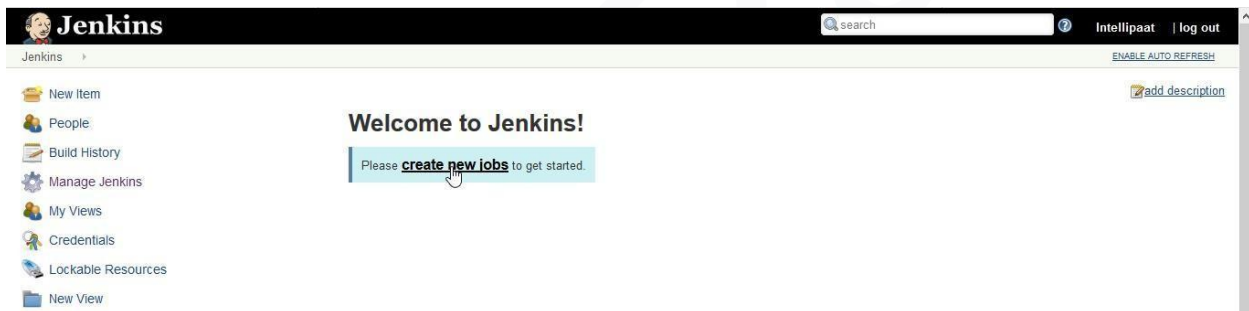 Jenkins
search
Intellipaat | log out
Jenkins
ENABLE AUTO REFRESH
New Item
add description
People
Welcome to Jenkins!
Build History
Please create new jobs to get started.
Manage Jenkins
My Views
Credentials
Lockable Resources
New View